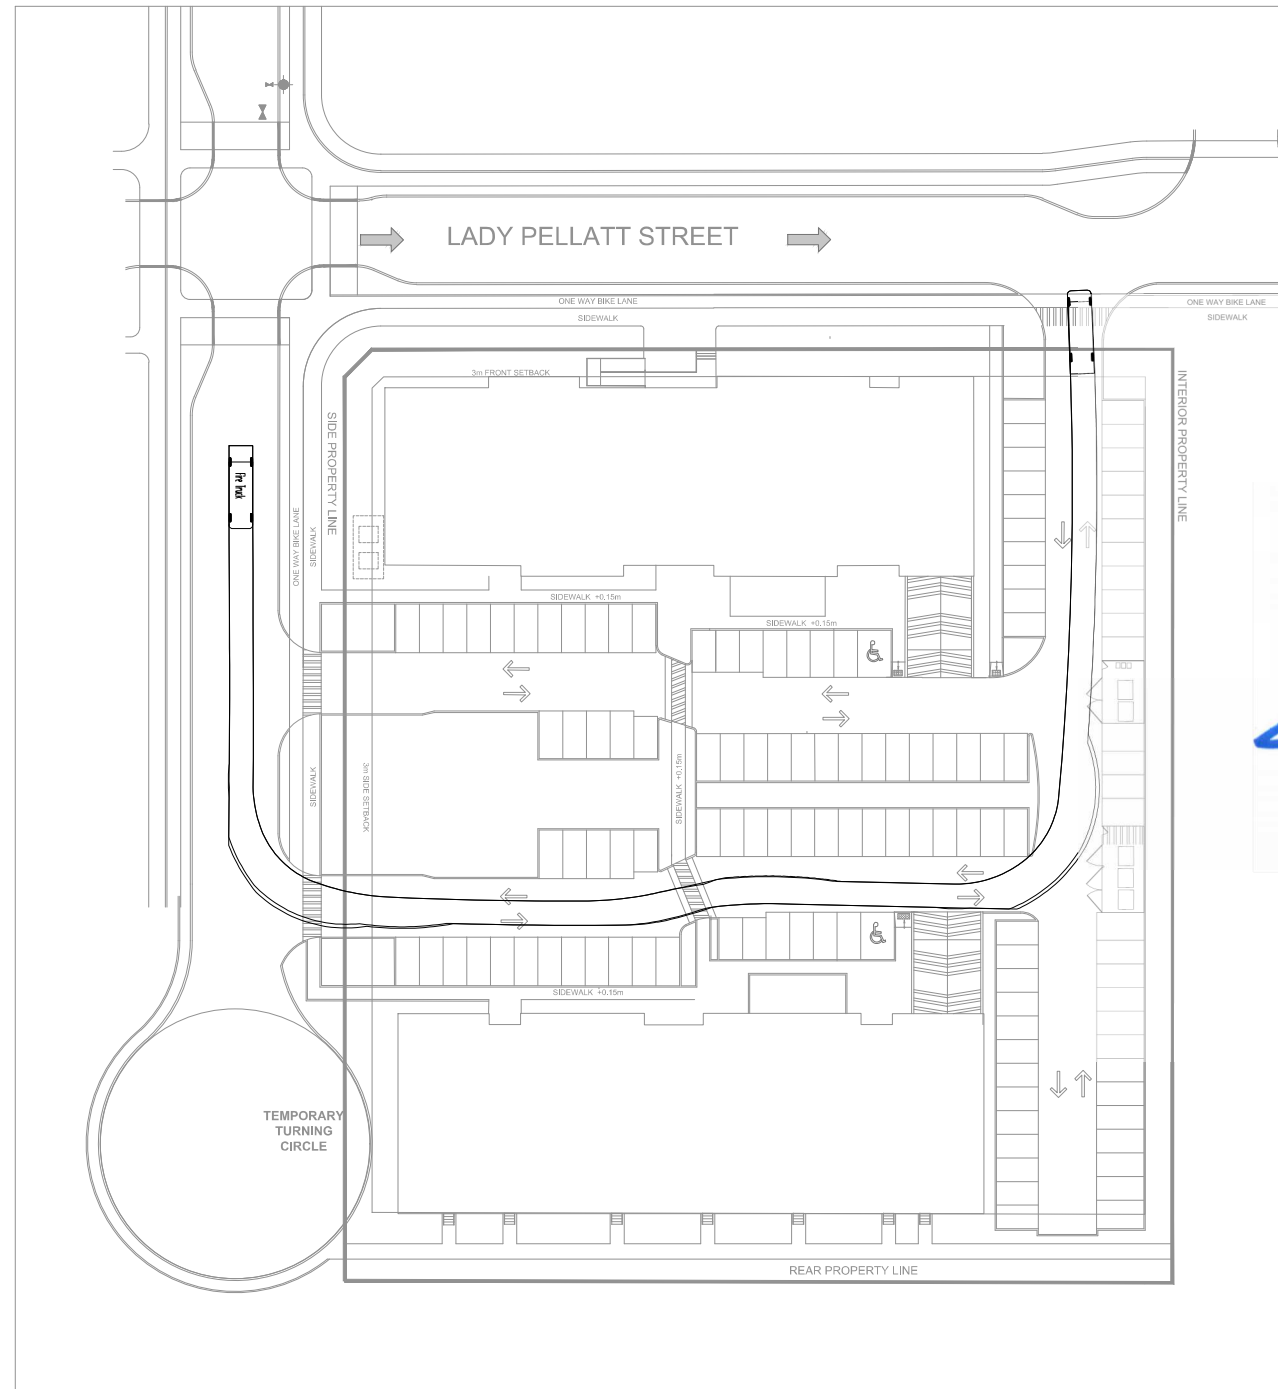 LADY PELLATT STREET
ONE WAY BIKE LANE
ONE WAY BIKE LANE
SIDEWALK
SIDEWALK
3m FRONT SETBACK
SIDE PROPERTY LINE
INTERIOR PROPERTY LINE
Fire Truck
ONE WAY BIKE LANE
SIDEWALK
SIDEWALK +0.15m
SIDEWALK +0.15m
SIDEWALK
3m SIDE SETBACK
SIDEWALK +0.15m
SIDEWALK +0.15m
TEMPORARY
TURNING
CIRCLE
REAR PROPERTY LINE